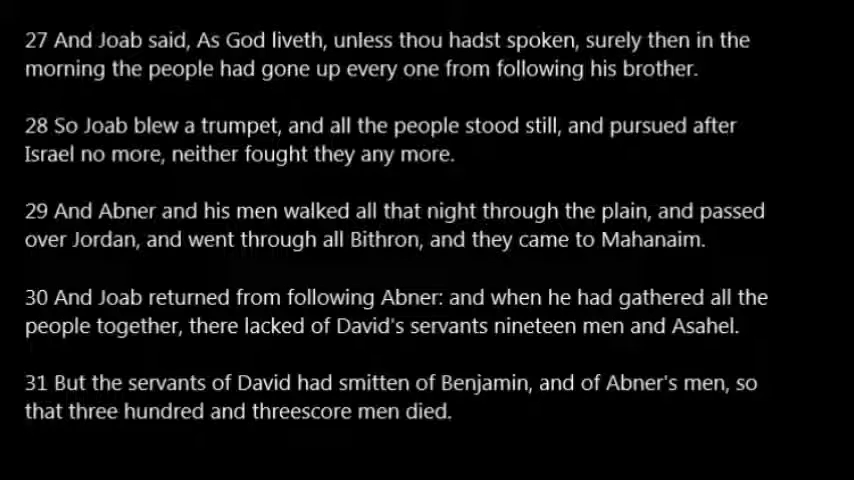 27 And Joab said, As God liveth, unless thou hadst spoken, surely then in the
morning the people had gone up every one from following his brother.
28 So Joab blew a trumpet, and all the people stood still, and pursued after
Israel no more, neither fought they any more.
29 And Abner and his men walked all that night through the plain, and passed
over Jordan, and went through all Bithron, and they came to Mahanaim.
30 And Joab returned from following Abner: and when he had gathered all the
people together, there lacked of David's servants nineteen men and Asahel.
31 But the servants of David had smitten of Benjamin, and of Abner's men, so
that three hundred and threescore men died.